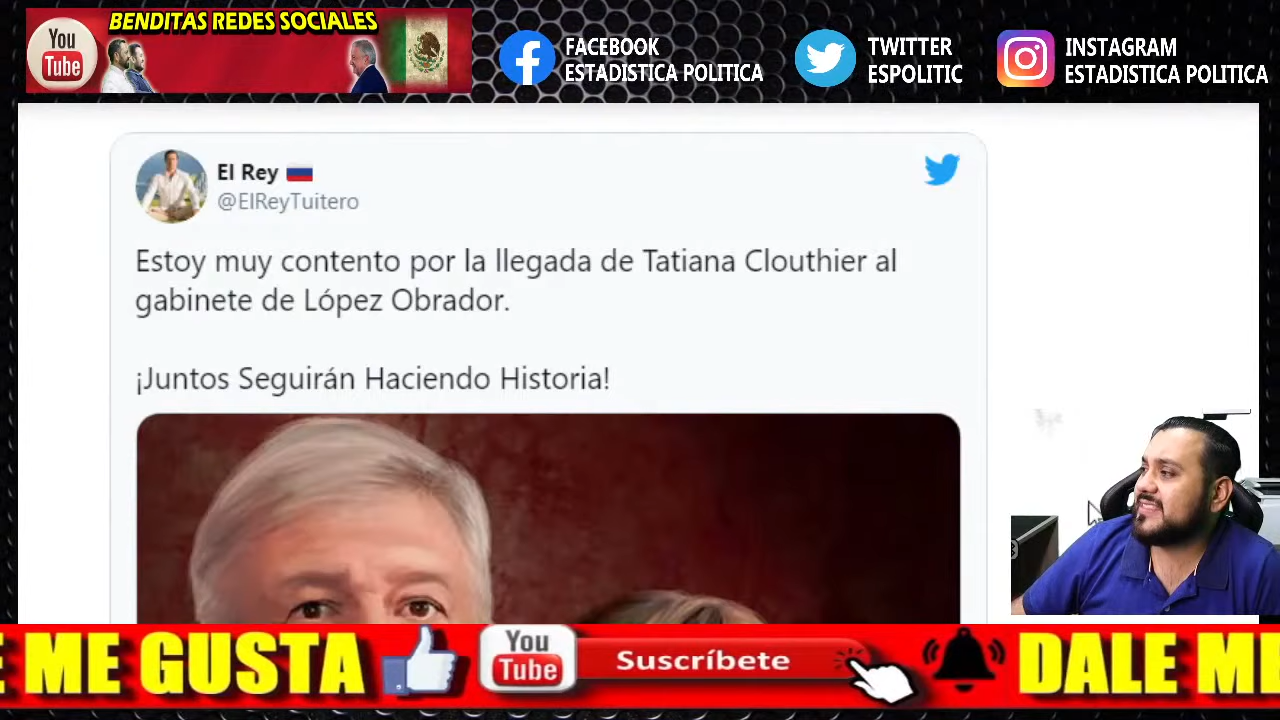 BENDITAS REDES SOCIALES
You
Tube
FACEBOOK
ESTADISTICA POLITICA
TWITTER
ESPOLITIC
INSTAGRAM
ESTADISTICA POLITICA
El Rey
@ElReyTuitero
Estoy muy contento por la llegada de Tatiana Clouthier al
gabinete de López Obrador.
¡Juntos Seguirán Haciendo Historia!
E ME GUSTA
You
Tube
Suscríbete
DALE ME